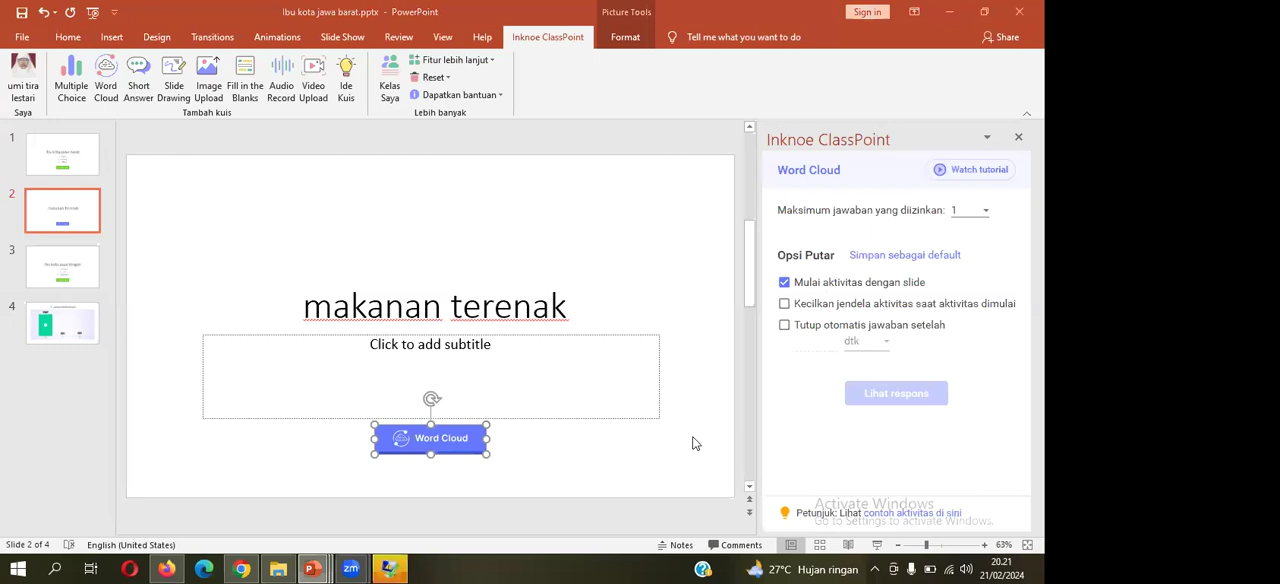 Ibu kota jawa barat.pptx - PowerPoint
Picture Tools
Sign in
File Home Insert Design Transitions Animations Slide Show Review View Help Inknoe ClassPoint Format Tell me what you want to do Share
umi tira lestari
Multiple Choice
Word Cloud
Short Answer
Slide Drawing
Image Upload
Fill in the Blanks
Audio Record
Video Upload
Ide Kuis
Kelas Saya
Fitur lebih lanjut
Reset
Dapatkan bantuan
Saya
Tambah kuis
Lebih banyak
1
2
3
4
makanan terenak
Click to add subtitle
Word Cloud
Inknoe ClassPoint
Word Cloud
Watch tutorial
Maksimum jawaban yang diizinkan: 1
Opsi Putar Simpan sebagai default
Mulai aktivitas dengan slide
Kecilkan jendela aktivitas saat aktivitas dimulai
Tutup otomatis jawaban setelah
dtk
Lihat respons
Activate Windows
Petunjuk: Lihat contoh aktivitas di sini
Go to Settings to activate Windows.
Slide 2 of 4 English (United States) Notes Comments 63%
zm
27°C Hujan ringan
20.21
21/02/2024